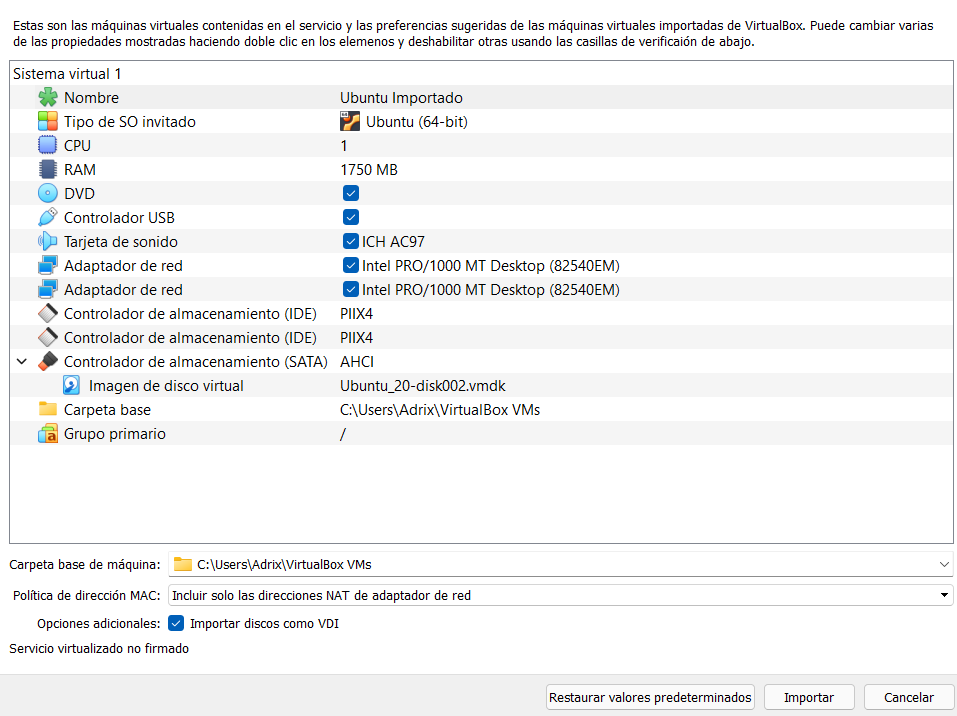 Estas son las máquinas virtuales contenidas en el servicio y las preferencias sugeridas de las máquinas virtuales importadas de VirtualBox. Puede cambiar varias
de las propiedades mostradas haciendo doble clic en los elemenos y deshabilitar otras usando las casillas de verificaión de abajo.
Sistema virtual 1
Nombre Ubuntu Importado
Tipo de SO invitado Ubuntu (64-bit)
CPU 1
RAM 1750 MB
DVD
Controlador USB
Tarjeta de sonido ICH AC97
Adaptador de red Intel PRO/1000 MT Desktop (82540EM)
Adaptador de red Intel PRO/1000 MT Desktop (82540EM)
Controlador de almacenamiento (IDE) PIIX4
Controlador de almacenamiento (IDE) PIIX4
Controlador de almacenamiento (SATA) AHCI
Imagen de disco virtual Ubuntu_20-disk002.vmdk
Carpeta base C:\Users\Adrix\VirtualBox VMs
Grupo primario /
Carpeta base de máquina: C:\Users\Adrix\VirtualBox VMs
Política de dirección MAC: Incluir solo las direcciones NAT de adaptador de red
Opciones adicionales: Importar discos como VDI
Servicio virtualizado no firmado
Restaurar valores predeterminados Importar Cancelar